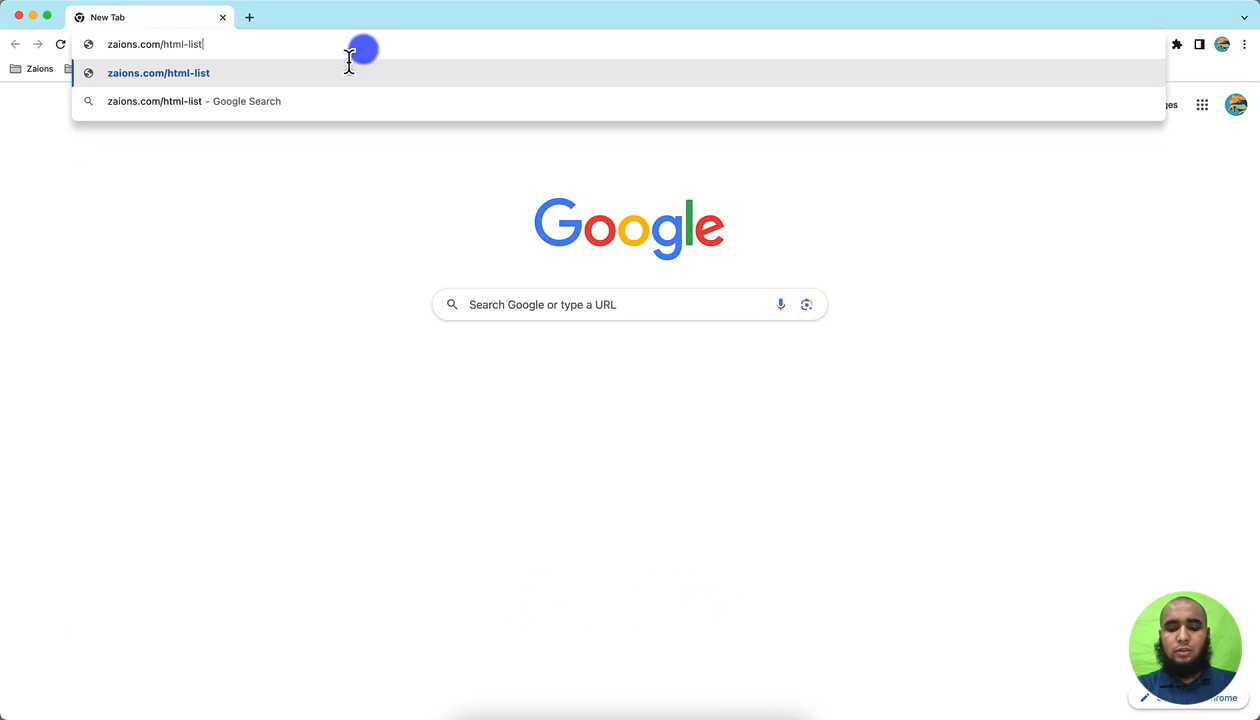 New Tab
zaions.com/html-list
Zaions
zaions.com/html-list
zaions.com/html-list - Google Search
Google
Search Google or type a URL